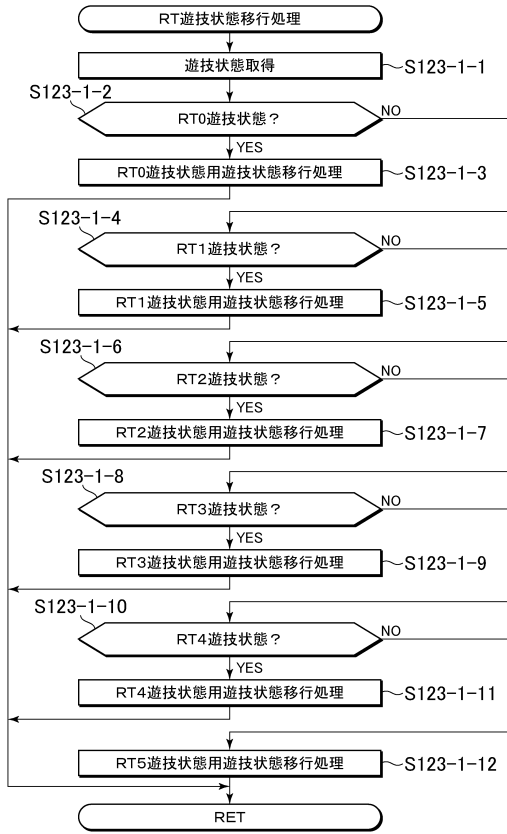 RT遊技状態移行処理
遊技状態取得
S123-1-1
S123-1-2
RT0遊技状態？
NO
YES
RT0遊技状態用遊技状態移行処理
S123-1-3
S123-1-4
RT1遊技状態？
NO
YES
RT1遊技状態用遊技状態移行処理
S123-1-5
S123-1-6
RT2遊技状態？
NO
YES
RT2遊技状態用遊技状態移行処理
S123-1-7
S123-1-8
RT3遊技状態？
NO
YES
RT3遊技状態用遊技状態移行処理
S123-1-9
S123-1-10
RT4遊技状態？
NO
YES
RT4遊技状態用遊技状態移行処理
S123-1-11
RT5遊技状態用遊技状態移行処理
S123-1-12
RET